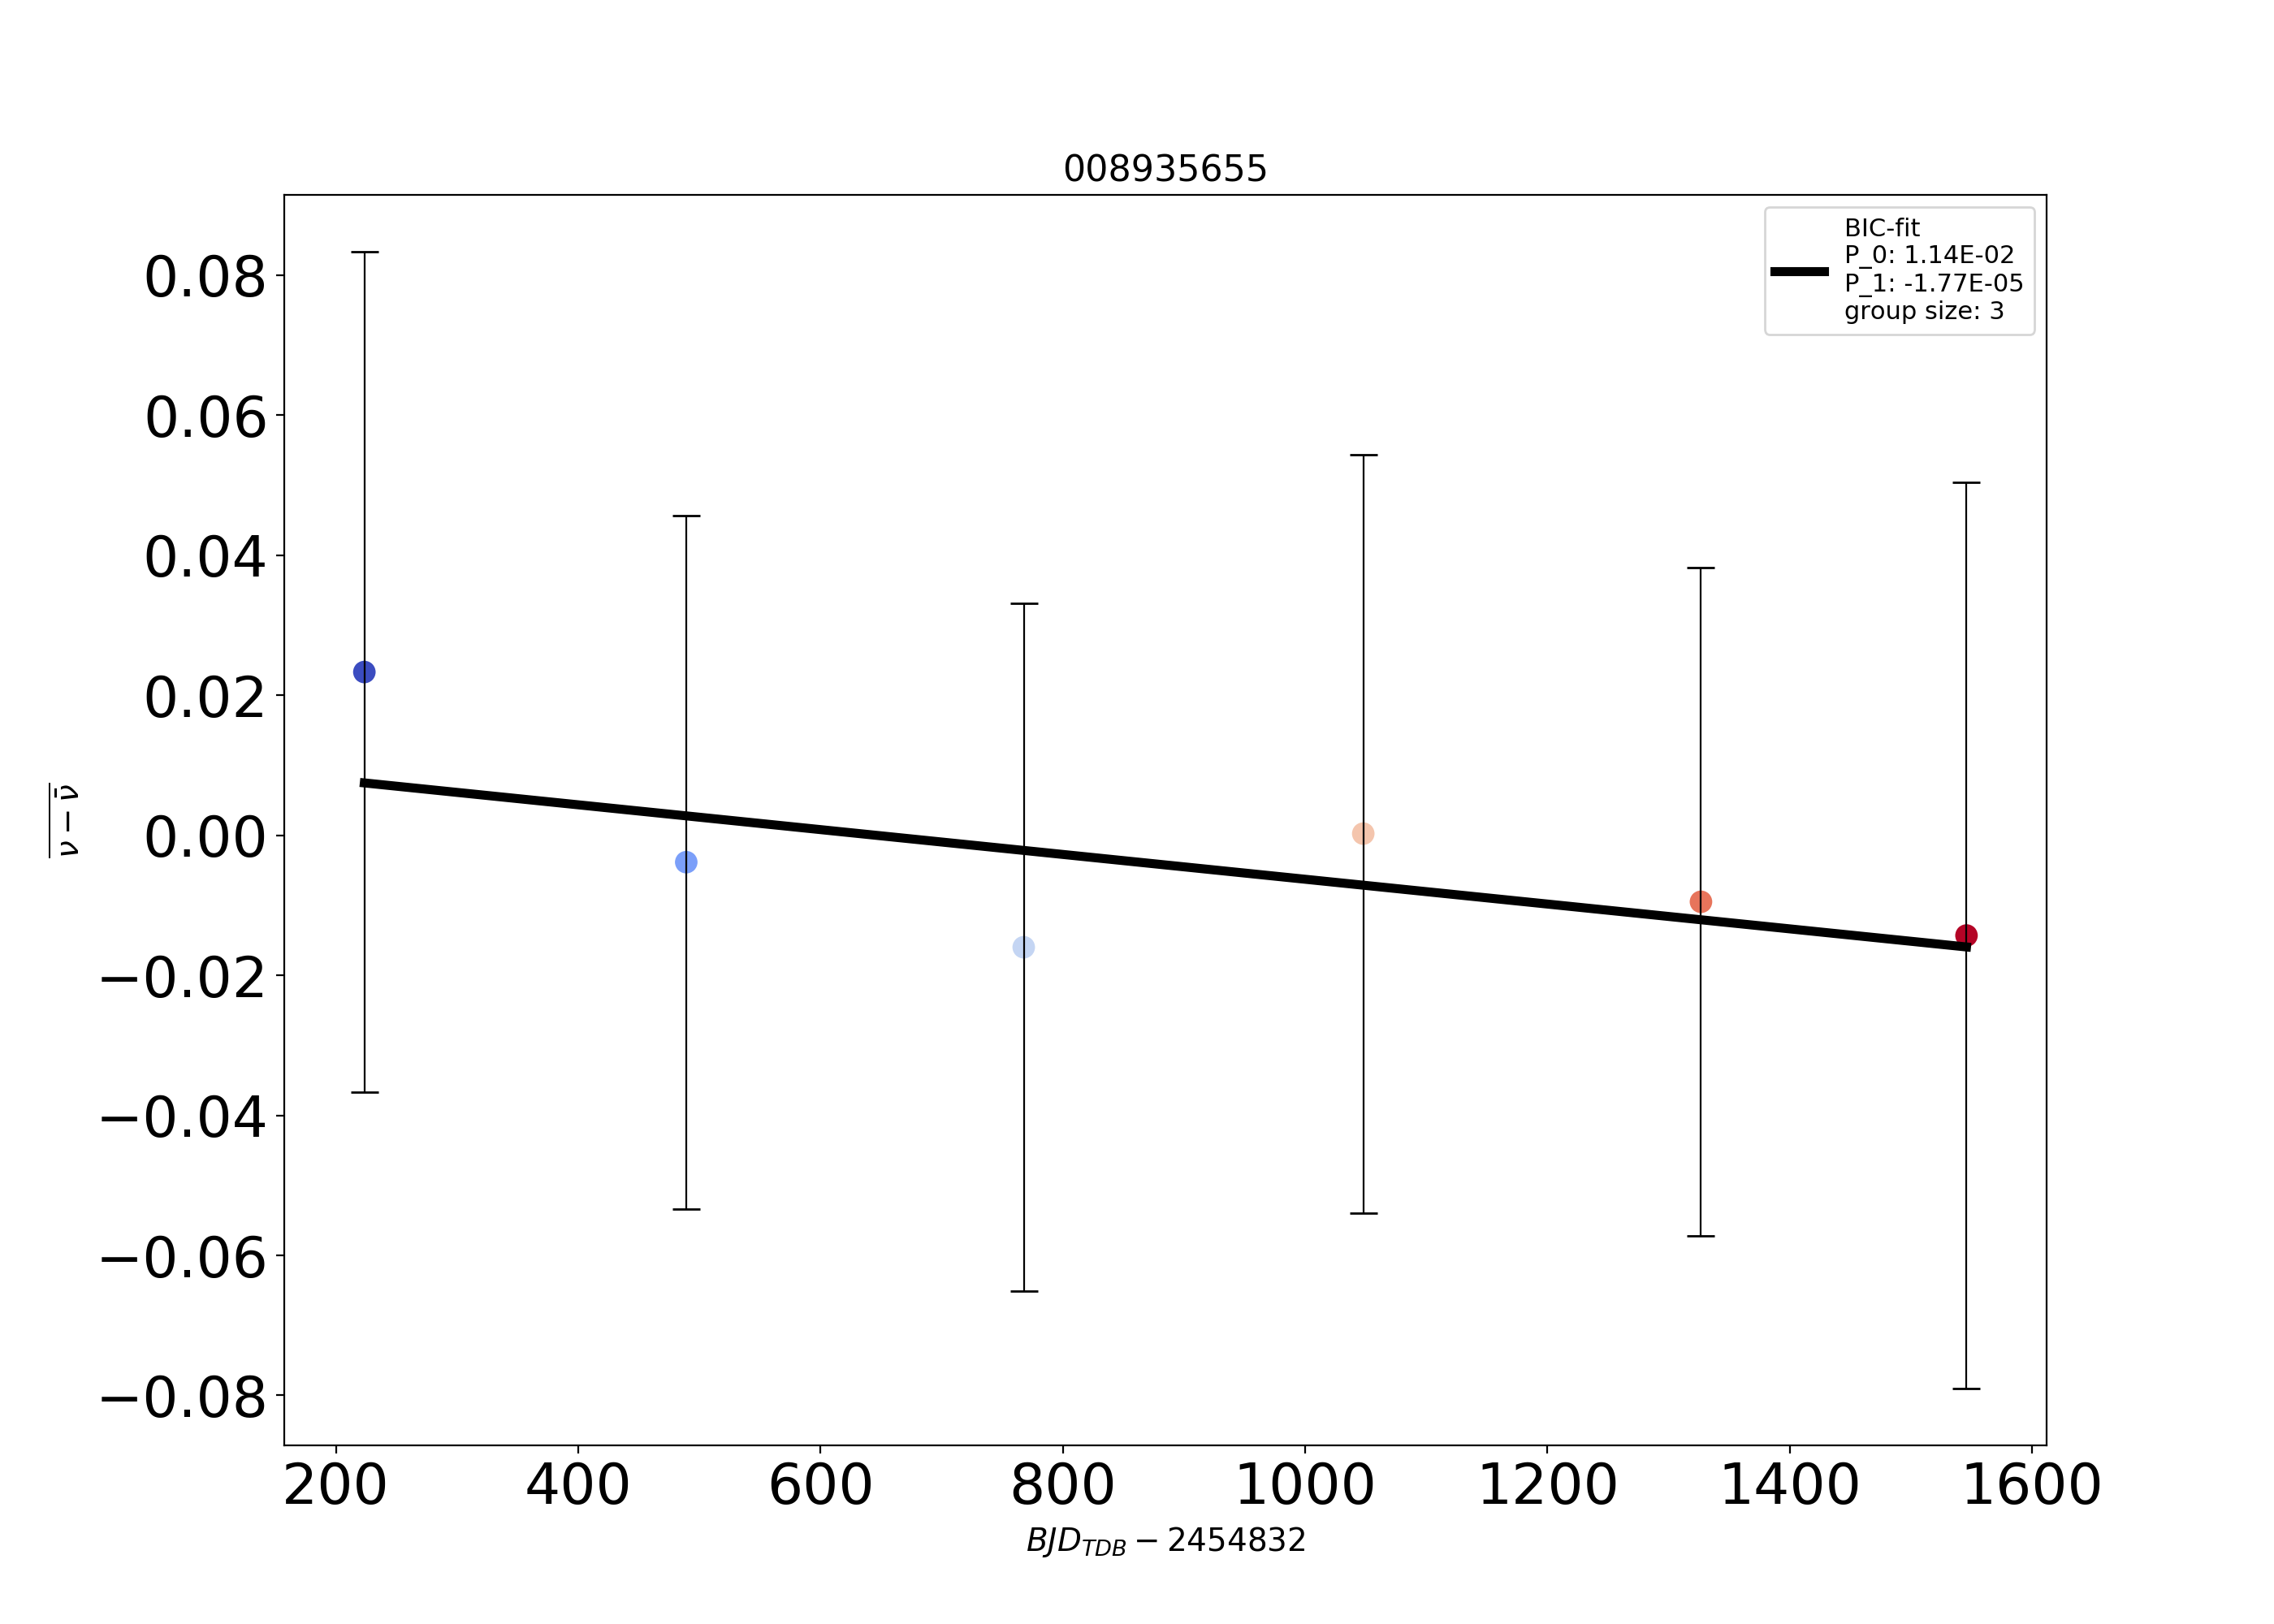 008935655
BIC-fit
P_0: 1.14E-02
P_1: -1.77E-05
group size: 3
0.08
0.06
0.04
0.02
0.00
−0.02
−0.04
−0.06
−0.08
ν − ν̄
200 400 600 800 1000 1200 1400 1600
BJD_TDB − 2454832